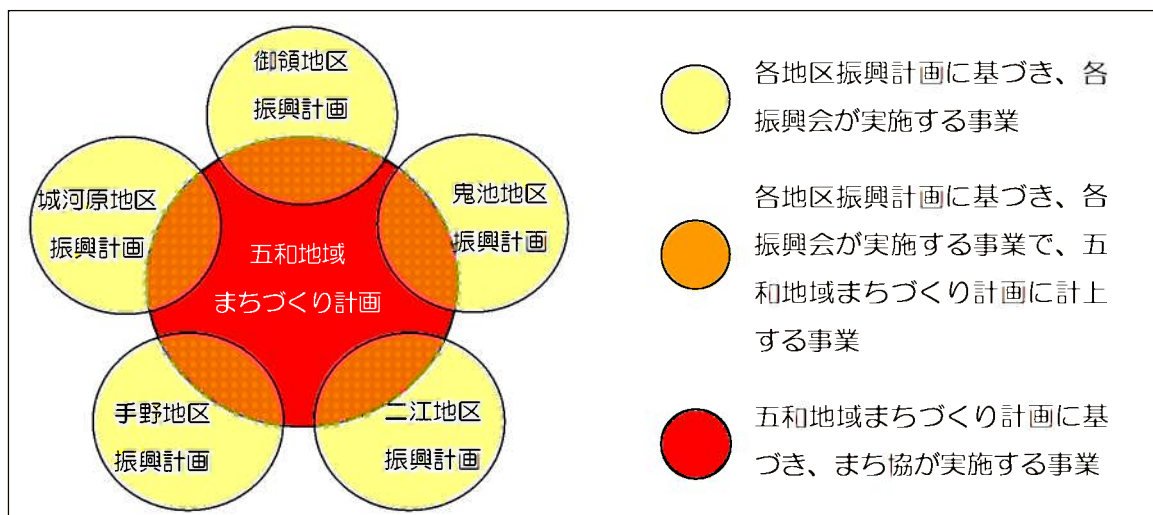 御領地区
振興計画
城河原地区
振興計画
鬼池地区
振興計画
五和地域
まちづくり計画
手野地区
振興計画
二江地区
振興計画
各地区振興計画に基づき、各
振興会が実施する事業
各地区振興計画に基づき、各
振興会が実施する事業で、五
和地域まちづくり計画に計上
する事業
五和地域まちづくり計画に基
づき、まち協が実施する事業